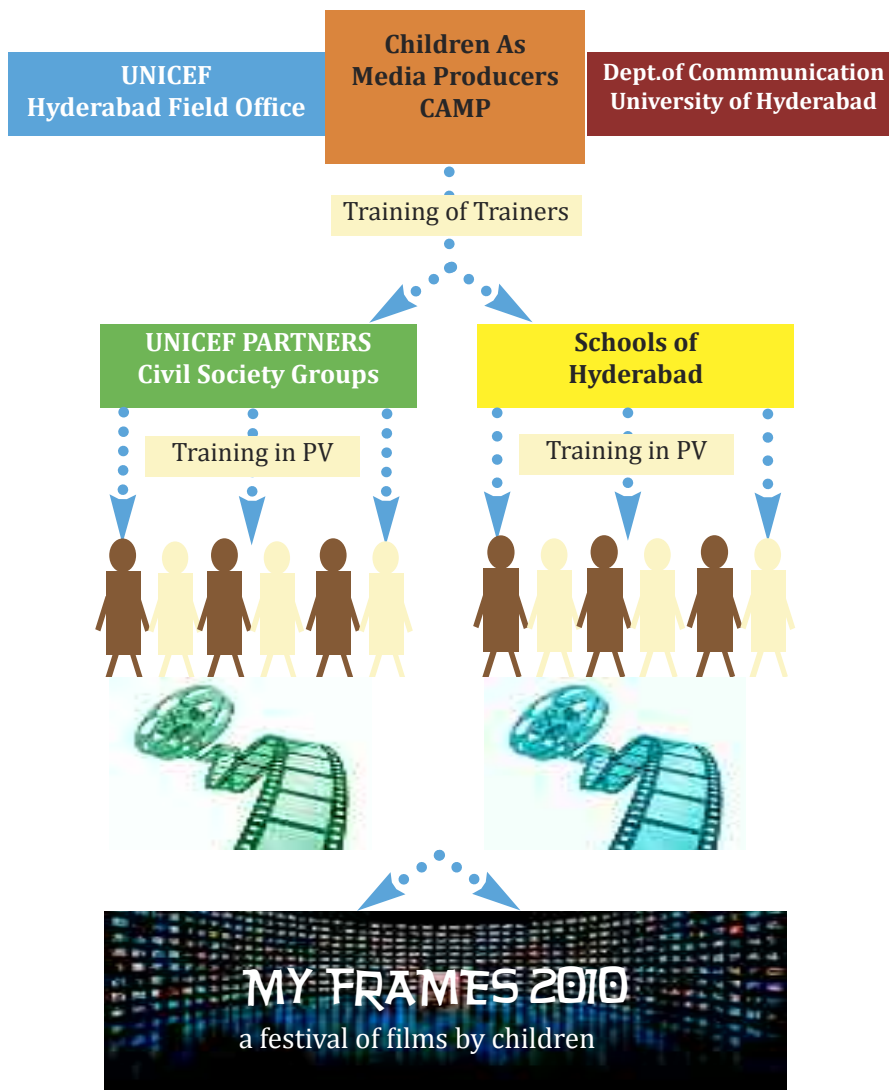 UNICEF
Hyderabad Field Office
Children As
Media Producers
CAMP
Dept.of Commmunication
University of Hyderabad
Training of Trainers
UNICEF PARTNERS
Civil Society Groups
Schools of
Hyderabad
Training in PV
Training in PV
MY FRAMES 2010
a festival of films by children